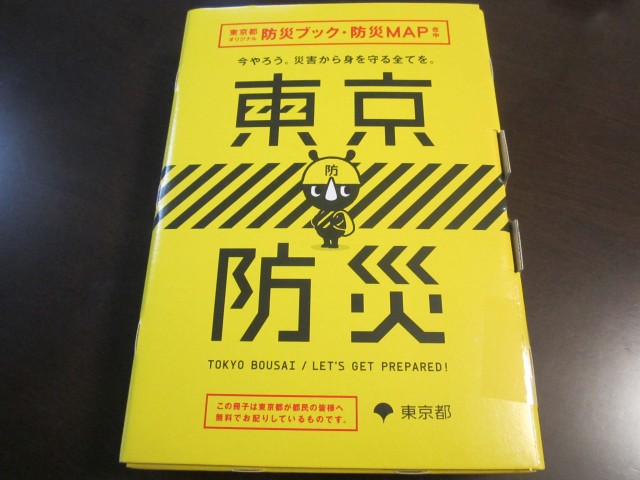 東京都
オリジナル
防災ブック・防災MAP 在中
今やろう。災害から身を守る全てを。
東京
防
防災
TOKYO BOUSAI / LET'S GET PREPARED!
この冊子は東京都が都民の皆様へ
無料でお配りしているものです。
東京都